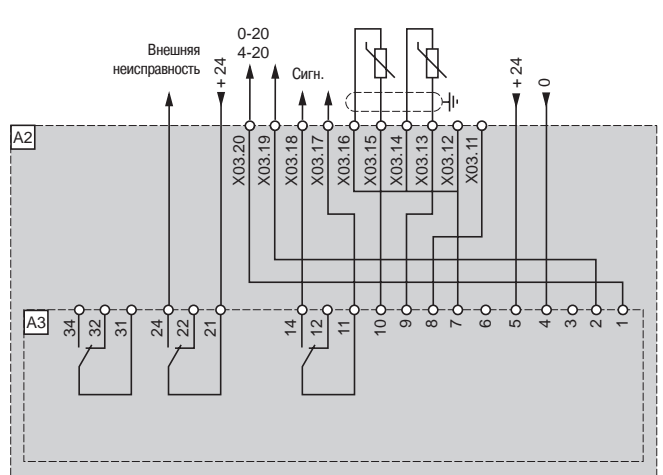 Внешняя
неисправность
+ 24
0-20
4-20
Сигн.
+ 24
0
A2
X03.20
X03.19
X03.18
X03.17
X03.16
X03.15
X03.14
X03.13
X03.12
X03.11
A3
34
32
31
24
22
21
14
12
11
10
9
8
7
6
5
4
3
2
1